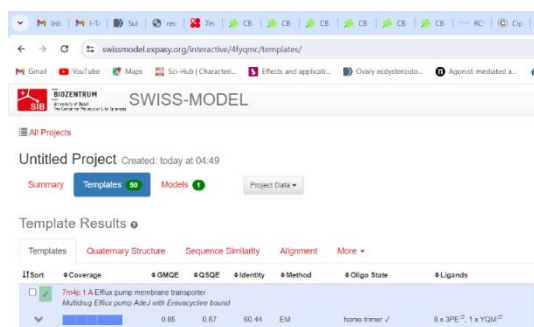 Sul
res
7m
CB
CB
CB
CB
CB
RC
swissmodel.expasy.org/interactive/4fyqmc/templates/
Gmail YouTube Maps Sci-Hub | Characteri... Effects and applicati... Ovary ecdysteroido... Agonist-mediated a...
SIB BIOZENTRUM SWISS-MODEL
University of Basel
The Center for Molecular Life Sciences
All Projects
Untitled Project Created: today at 04:49
Summary Templates 50 Models 1 Project Data
Template Results
Templates Quaternary Structure Sequence Similarity Alignment More
Sort Coverage GMQE QSQE Identity Method Oligo State Ligands
7m4p.1.A Efflux pump membrane transporter
Multidrug Efflux pump AdeJ with Eravacycline bound
0.85 0.87 60.44 EM homo-trimer ✓ 8 x 3PE, 1 x YQM